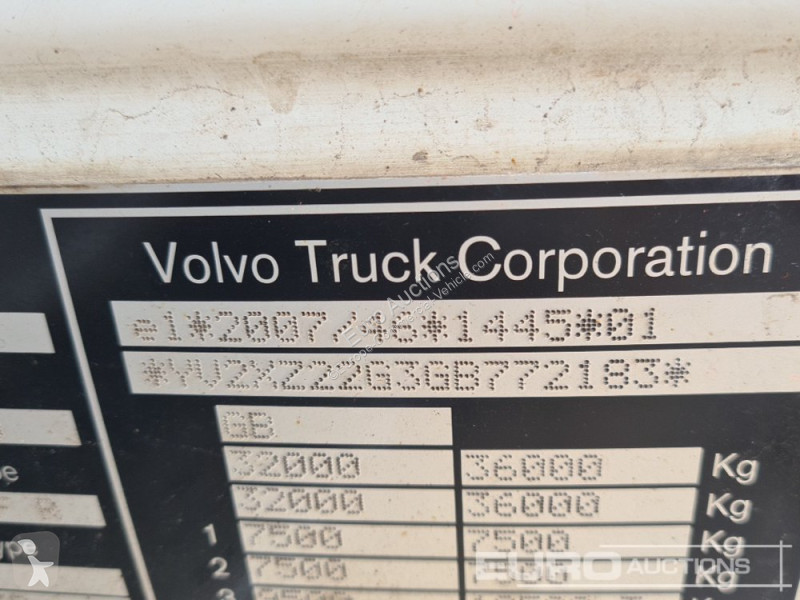 Volvo Truck Corporation
e1*2007/46*1445*01
*YV2XZ22G3GB772183*
GB
32000 36000 Kg
32000 36000 Kg
1 7500 7500 Kg
2 7500 Kg
3
EURO AUCTIONS